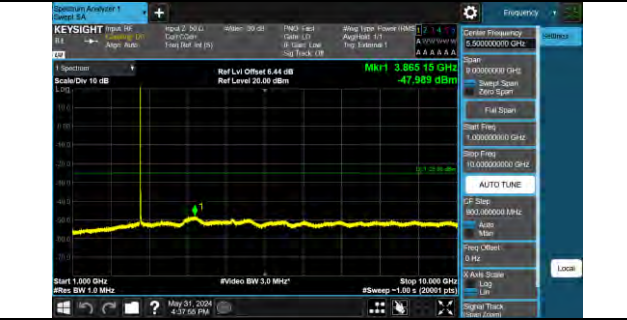 Spectrum Analyzer 1
Swept SA
+
Frequency
KEYSIGHT
Input: RF
Align: Auto
Input Z: 50 Ω
Corr CCorr
Freq Ref: Int (S)
#Atten: 30 dB
PNO: Fast
Gate: LO
IF Gain: Low
Sig Track: Off
#Avg Type: Power (RMS)
Avg|Hold: 1/1
Trig: External 1
A A A A A A
1 Spectrum
Scale/Div 10 dB
Log
Ref Lvl Offset 6.44 dB
Ref Level 20.00 dBm
Mkr1 3.865 15 GHz
-47.989 dBm
1
Start 1.000 GHz
#Res BW 1.0 MHz
#Video BW 3.0 MHz*
Stop 10.000 GHz
#Sweep ~1.00 s (20001 pts)
Center Frequency
5.500000000 GHz
Settings
Span
9.00000000 GHz
Swept Span
Zero Span
Full Span
Start Freq
1.000000000 GHz
Stop Freq
10.000000000 GHz
AUTO TUNE
CF Step
900.000000 MHz
Auto
Man
Freq Offset
0 Hz
X Axis Scale
Log
Lin
Signal Track
(Span Zoom)
Local
?
May 31, 2024
4:37:55 PM